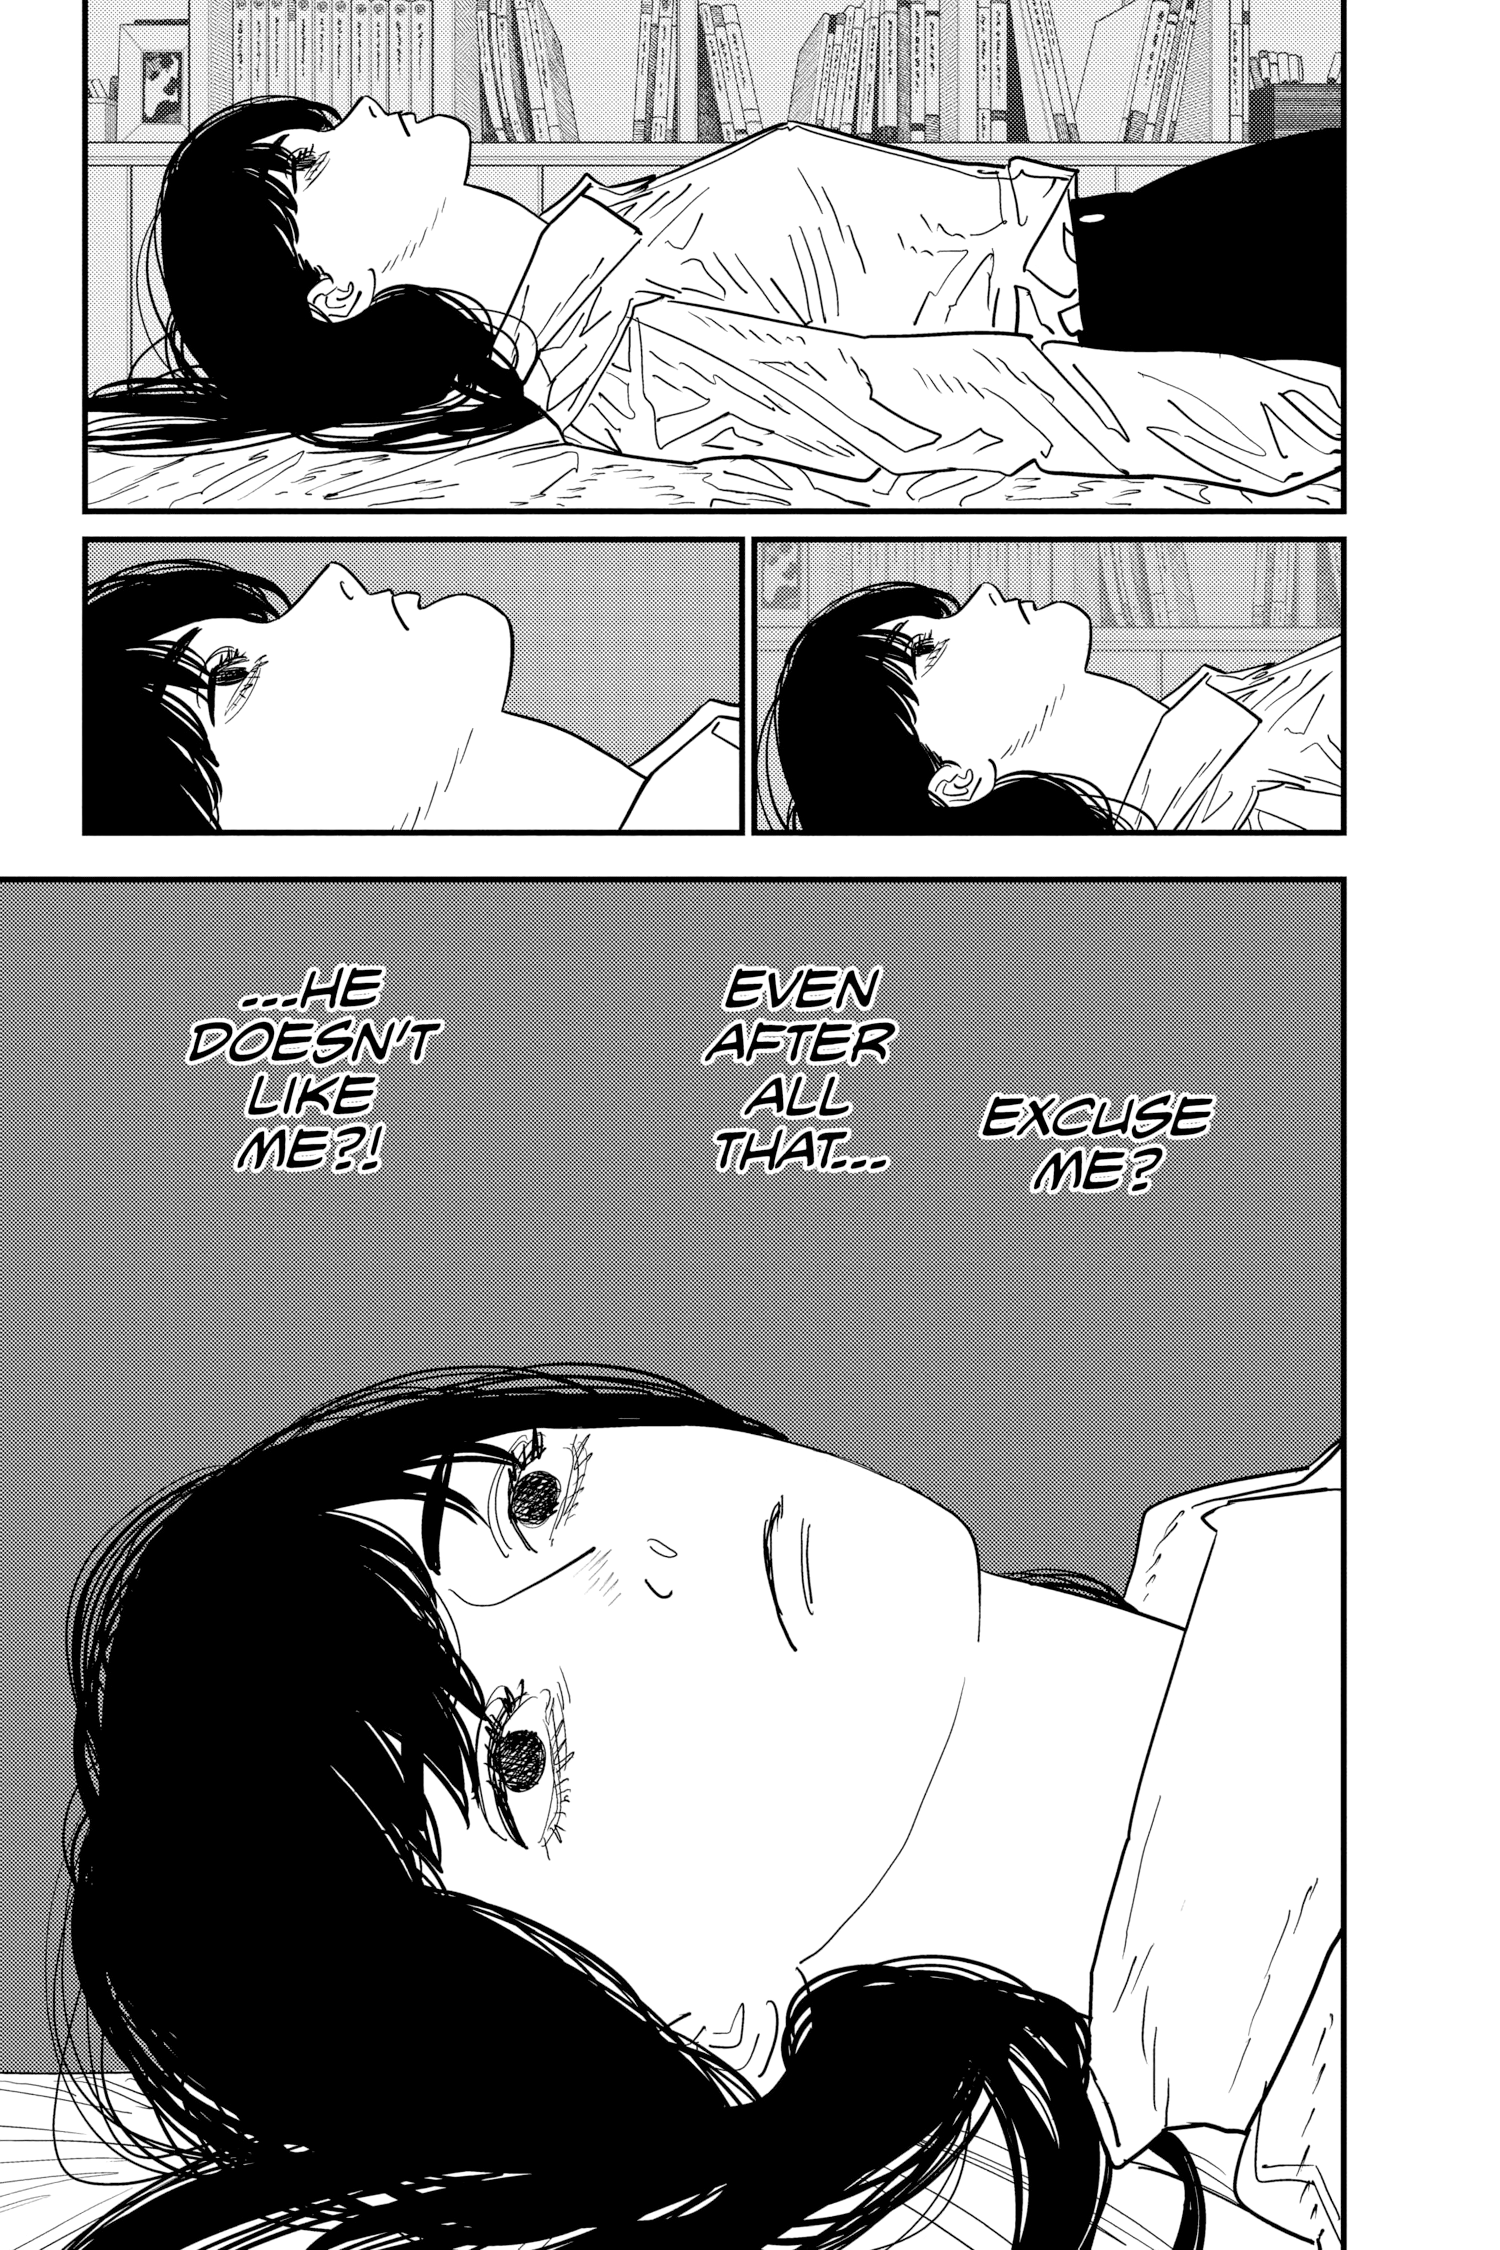 EXCUSE
ME?
EVEN
AFTER
ALL
THAT...
...HE
DOESN'T
LIKE
ME?!